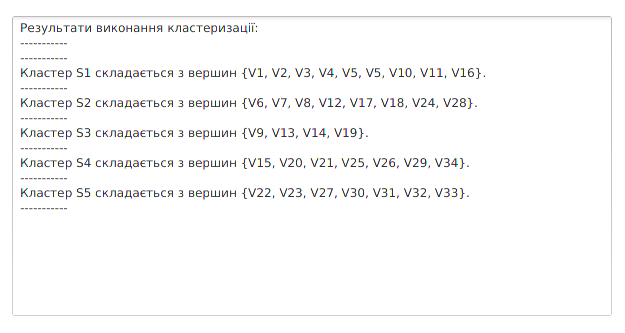 Результати виконання кластеризації:
-----------
-----------
Кластер S1 складається з вершин {V1, V2, V3, V4, V5, V5, V10, V11, V16}.
-----------
Кластер S2 складається з вершин {V6, V7, V8, V12, V17, V18, V24, V28}.
-----------
Кластер S3 складається з вершин {V9, V13, V14, V19}.
-----------
Кластер S4 складається з вершин {V15, V20, V21, V25, V26, V29, V34}.
-----------
Кластер S5 складається з вершин {V22, V23, V27, V30, V31, V32, V33}.
-----------